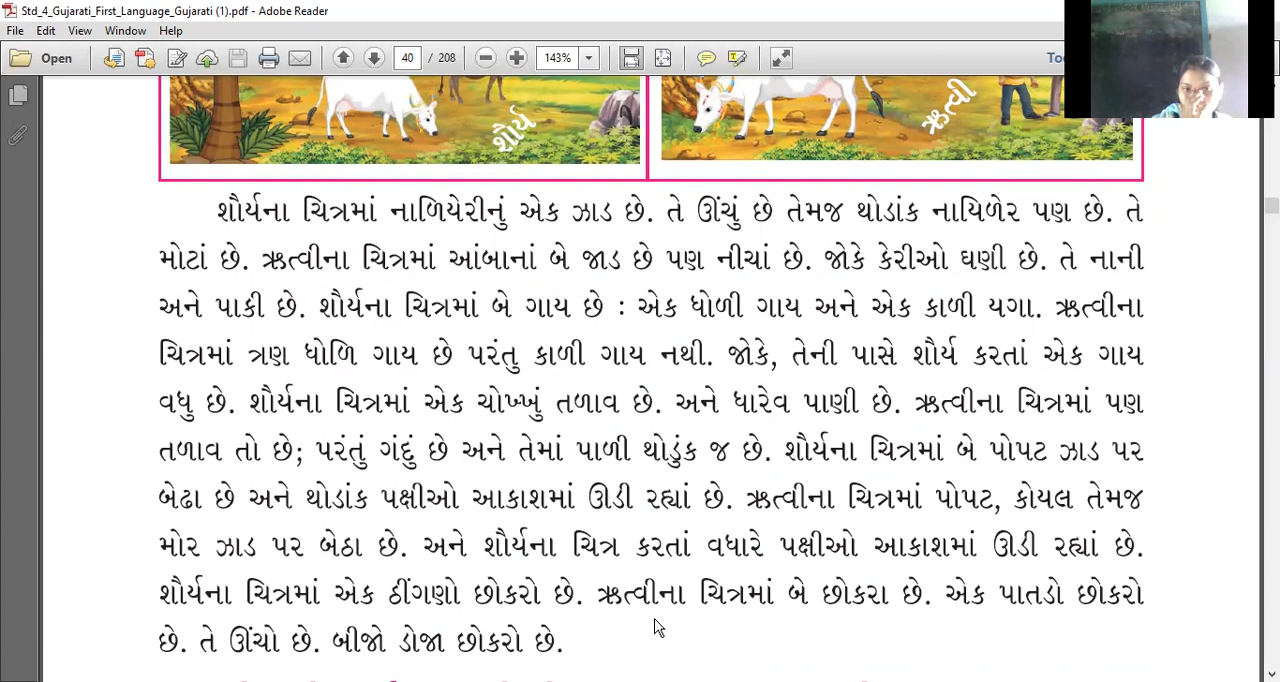 Std_4_Gujarati_First_Language_Gujarati (1).pdf - Adobe Reader
File Edit View Window Help
Open 40 / 208 143%
શૌર્ય ઋત્વી
શૌર્યના ચિત્રમાં નાળિયેરીનું એક ઝાડ છે. તે ઊંચું છે તેમજ થોડાંક નાયિળેર પણ છે. તે
મોટાં છે. ઋત્વીના ચિત્રમાં આંબાનાં બે જાડ છે પણ નીચાં છે. જોકે કેરીઓ ઘણી છે. તે નાની
અને પાકી છે. શૌર્યના ચિત્રમાં બે ગાય છે : એક ધોળી ગાય અને એક કાળી યગા. ઋત્વીના
ચિત્રમાં ત્રણ ધોળિ ગાય છે પરંતુ કાળી ગાય નથી. જોકે, તેની પાસે શૌર્ય કરતાં એક ગાય
વધુ છે. શૌર્યના ચિત્રમાં એક ચોખ્ખું તળાવ છે. અને ધારેવ પાણી છે. ઋત્વીના ચિત્રમાં પણ
તળાવ તો છે; પરંતું ગંદું છે અને તેમાં પાળી થોડુંક જ છે. શૌર્યના ચિત્રમાં બે પોપટ ઝાડ પર
બેઢા છે અને થોડાંક પક્ષીઓ આકાશમાં ઊડી રહ્યાં છે. ઋત્વીના ચિત્રમાં પોપટ, કોયલ તેમજ
મોર ઝાડ પર બેઠા છે. અને શૌર્યના ચિત્ર કરતાં વધારે પક્ષીઓ આકાશમાં ઊડી રહ્યાં છે.
શૌર્યના ચિત્રમાં એક ઠીંગણો છોકરો છે. ઋત્વીના ચિત્રમાં બે છોકરા છે. એક પાતડો છોકરો
છે. તે ઊંચો છે. બીજો ડોજા છોકરો છે.